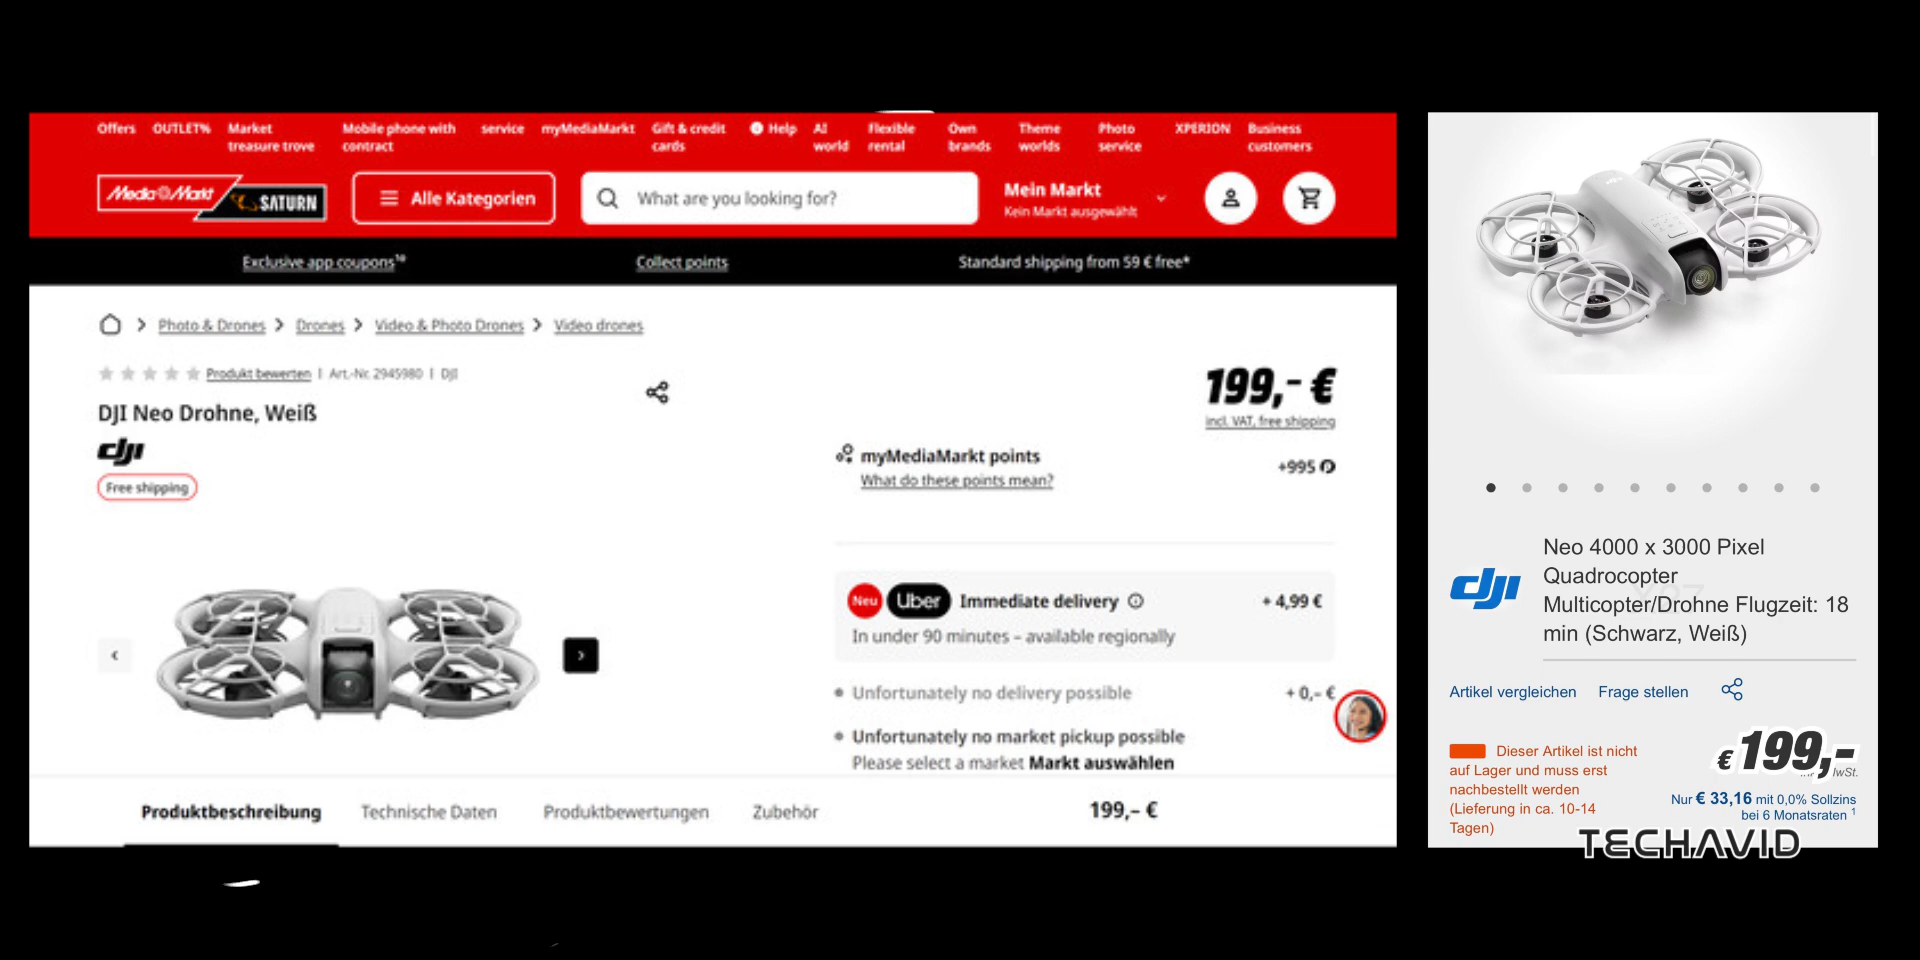 Offers OUTLET% Market treasure trove Mobile phone with contract service myMediaMarkt Gift & credit cards Help AI world Flexible rental Own brands Theme worlds Photo service XPERION Business customers
Media Markt SATURN
Alle Kategorien
What are you looking for?
Mein Markt
Kein Markt ausgewählt
Exclusive app coupons
Collect points
Standard shipping from 59 € free*
Photo & Drones Drones Video & Photo Drones Video drones
Produkt bewerten | Art.-Nr. 2945980 | DJI
DJI Neo Drohne, Weiß
dji
Free shipping
199,- €
incl. VAT, free shipping
myMediaMarkt points
+995
What do these points mean?
Neu Uber Immediate delivery + 4,99 €
In under 90 minutes – available regionally
Unfortunately no delivery possible + 0,– €
Unfortunately no market pickup possible
Please select a market Markt auswählen
Produktbeschreibung Technische Daten Produktbewertungen Zubehör 199,– €
dji
Neo 4000 x 3000 Pixel
Quadrocopter
Multicopter/Drohne Flugzeit: 18
min (Schwarz, Weiß)
Artikel vergleichen Frage stellen
Dieser Artikel ist nicht
auf Lager und muss erst
nachbestellt werden
(Lieferung in ca. 10-14
Tagen)
€ 199,-
Nur € 33,16 mit 0,0% Sollzins
bei 6 Monatsraten 1
TECHAVID